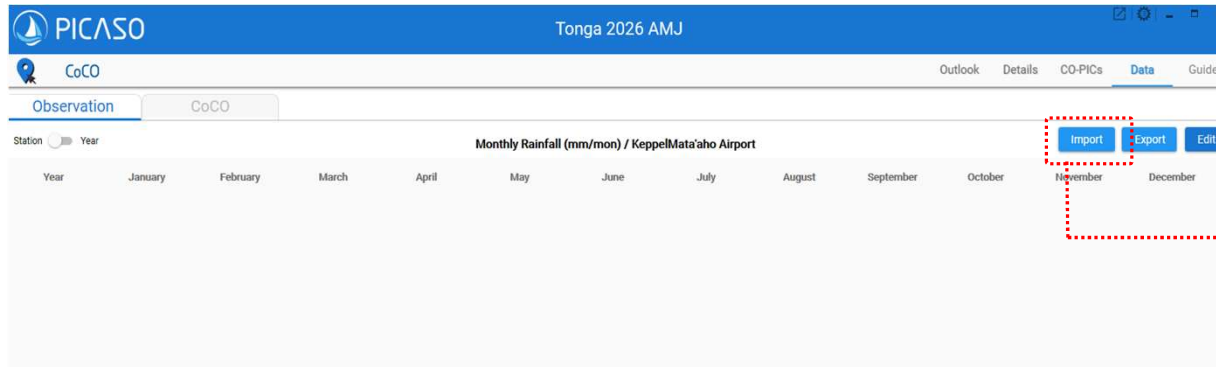 PICASO
Tonga 2026 AMJ
CoCO
Outlook Details CO-PICs Data Guide
Observation CoCO
Station Year
Monthly Rainfall (mm/mon) / KeppelMata'aho Airport
Import Export Edit
Year January February March April May June July August September October November December